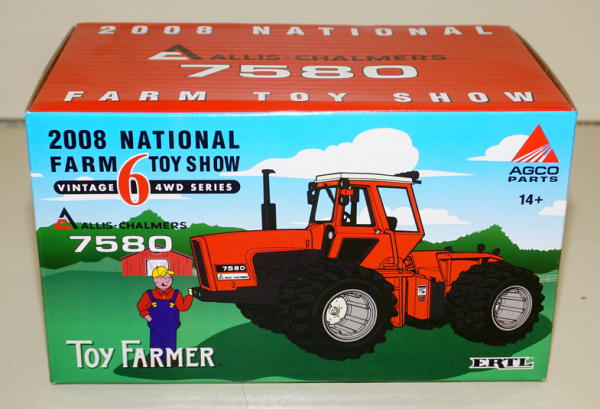 2008 NATIONAL
ALLIS-CHALMERS
7580
FARM TOY SHOW
2008 NATIONAL
FARM TOY SHOW
VINTAGE 6 4WD SERIES
ALLIS-CHALMERS
7580
AGCO
PARTS
14+
7580
TOY FARMER
ERTL